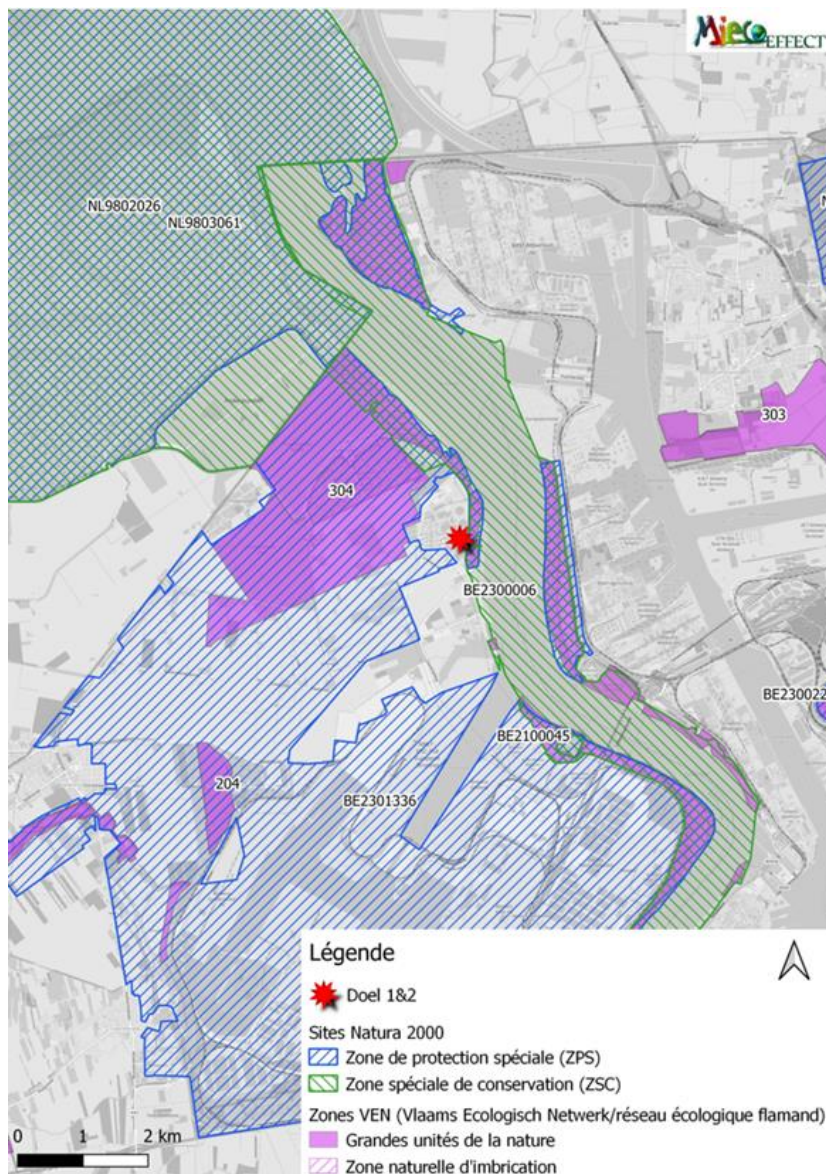 Mieco EFFECT
NL9802026
NL9803061
303
304
BE2300006
BE230022
BE2100045
204
BE2301336
Légende
Doel 1&2
Sites Natura 2000
Zone de protection spéciale (ZPS)
Zone spéciale de conservation (ZSC)
Zones VEN (Vlaams Ecologisch Netwerk/réseau écologique flamand)
Grandes unités de la nature
Zone naturelle d'imbrication
0 1 2 km